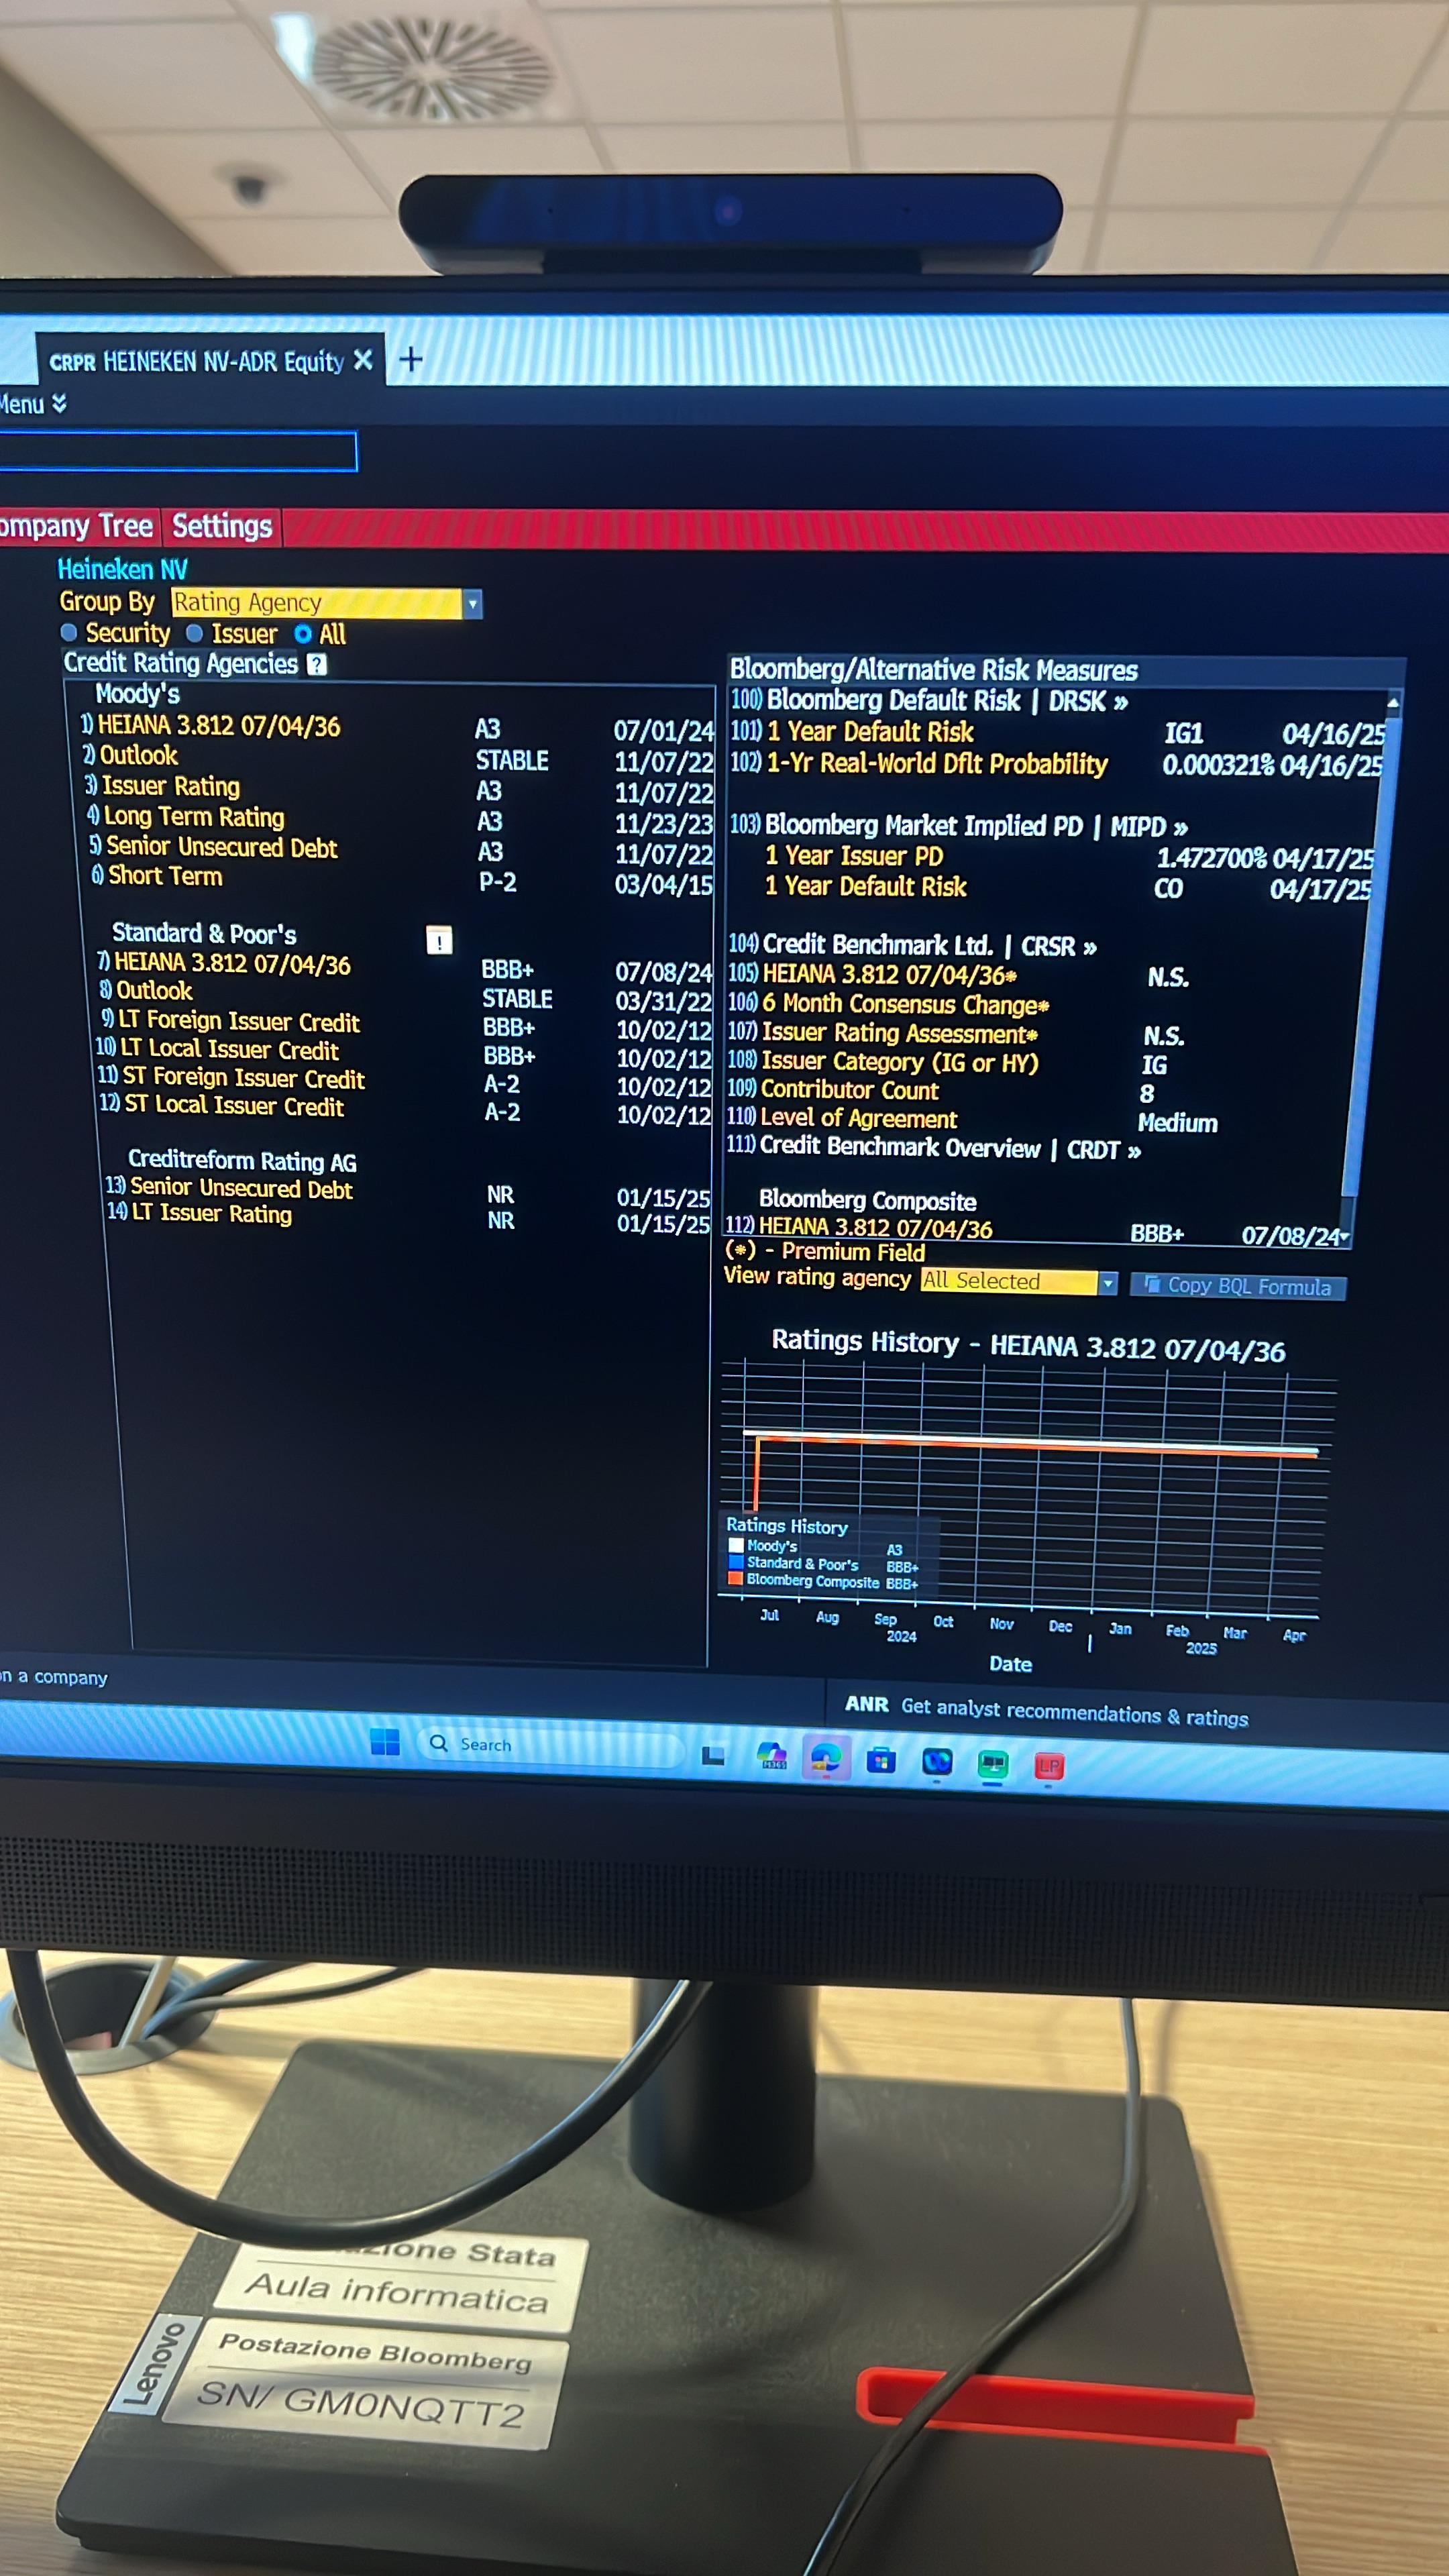 CRPR HEINEKEN NV-ADR Equity
Menu
ompany Tree Settings
Heineken NV
Group By Rating Agency
Security Issuer All
Credit Rating Agencies ?
Moody's
1) HEIANA 3.812 07/04/36 A3 07/01/24
2) Outlook STABLE 11/07/22
3) Issuer Rating A3 11/07/22
4) Long Term Rating A3 11/23/23
5) Senior Unsecured Debt A3 11/07/22
6) Short Term P-2 03/04/15
Standard & Poor's !
7) HEIANA 3.812 07/04/36 BBB+ 07/08/24
8) Outlook STABLE 03/31/22
9) LT Foreign Issuer Credit BBB+ 10/02/12
10) LT Local Issuer Credit BBB+ 10/02/12
11) ST Foreign Issuer Credit A-2 10/02/12
12) ST Local Issuer Credit A-2 10/02/12
Creditreform Rating AG
13) Senior Unsecured Debt NR 01/15/25
14) LT Issuer Rating NR 01/15/25
Bloomberg/Alternative Risk Measures
100) Bloomberg Default Risk | DRSK »
101) 1 Year Default Risk IG1 04/16/25
102) 1-Yr Real-World Dflt Probability 0.000321% 04/16/25
103) Bloomberg Market Implied PD | MIPD »
1 Year Issuer PD 1.472700% 04/17/25
1 Year Default Risk CO 04/17/25
104) Credit Benchmark Ltd. | CRSR »
105) HEIANA 3.812 07/04/36* N.S.
106) 6 Month Consensus Change*
107) Issuer Rating Assessment* N.S.
108) Issuer Category (IG or HY) IG
109) Contributor Count 8
110) Level of Agreement Medium
111) Credit Benchmark Overview | CRDT »
Bloomberg Composite
112) HEIANA 3.812 07/04/36 BBB+ 07/08/24
(*) - Premium Field
View rating agency All Selected Copy BQL Formula
Ratings History - HEIANA 3.812 07/04/36
Ratings History
Moody's A3
Standard & Poor's BBB+
Bloomberg Composite BBB+
Jul Aug Sep Oct Nov Dec Jan Feb Mar Apr
2024 2025
Date
on a company
ANR Get analyst recommendations & ratings
Search
M365
LP
zione Stata
Aula informatica
Lenovo
Postazione Bloomberg
SN/ GM0NQTT2